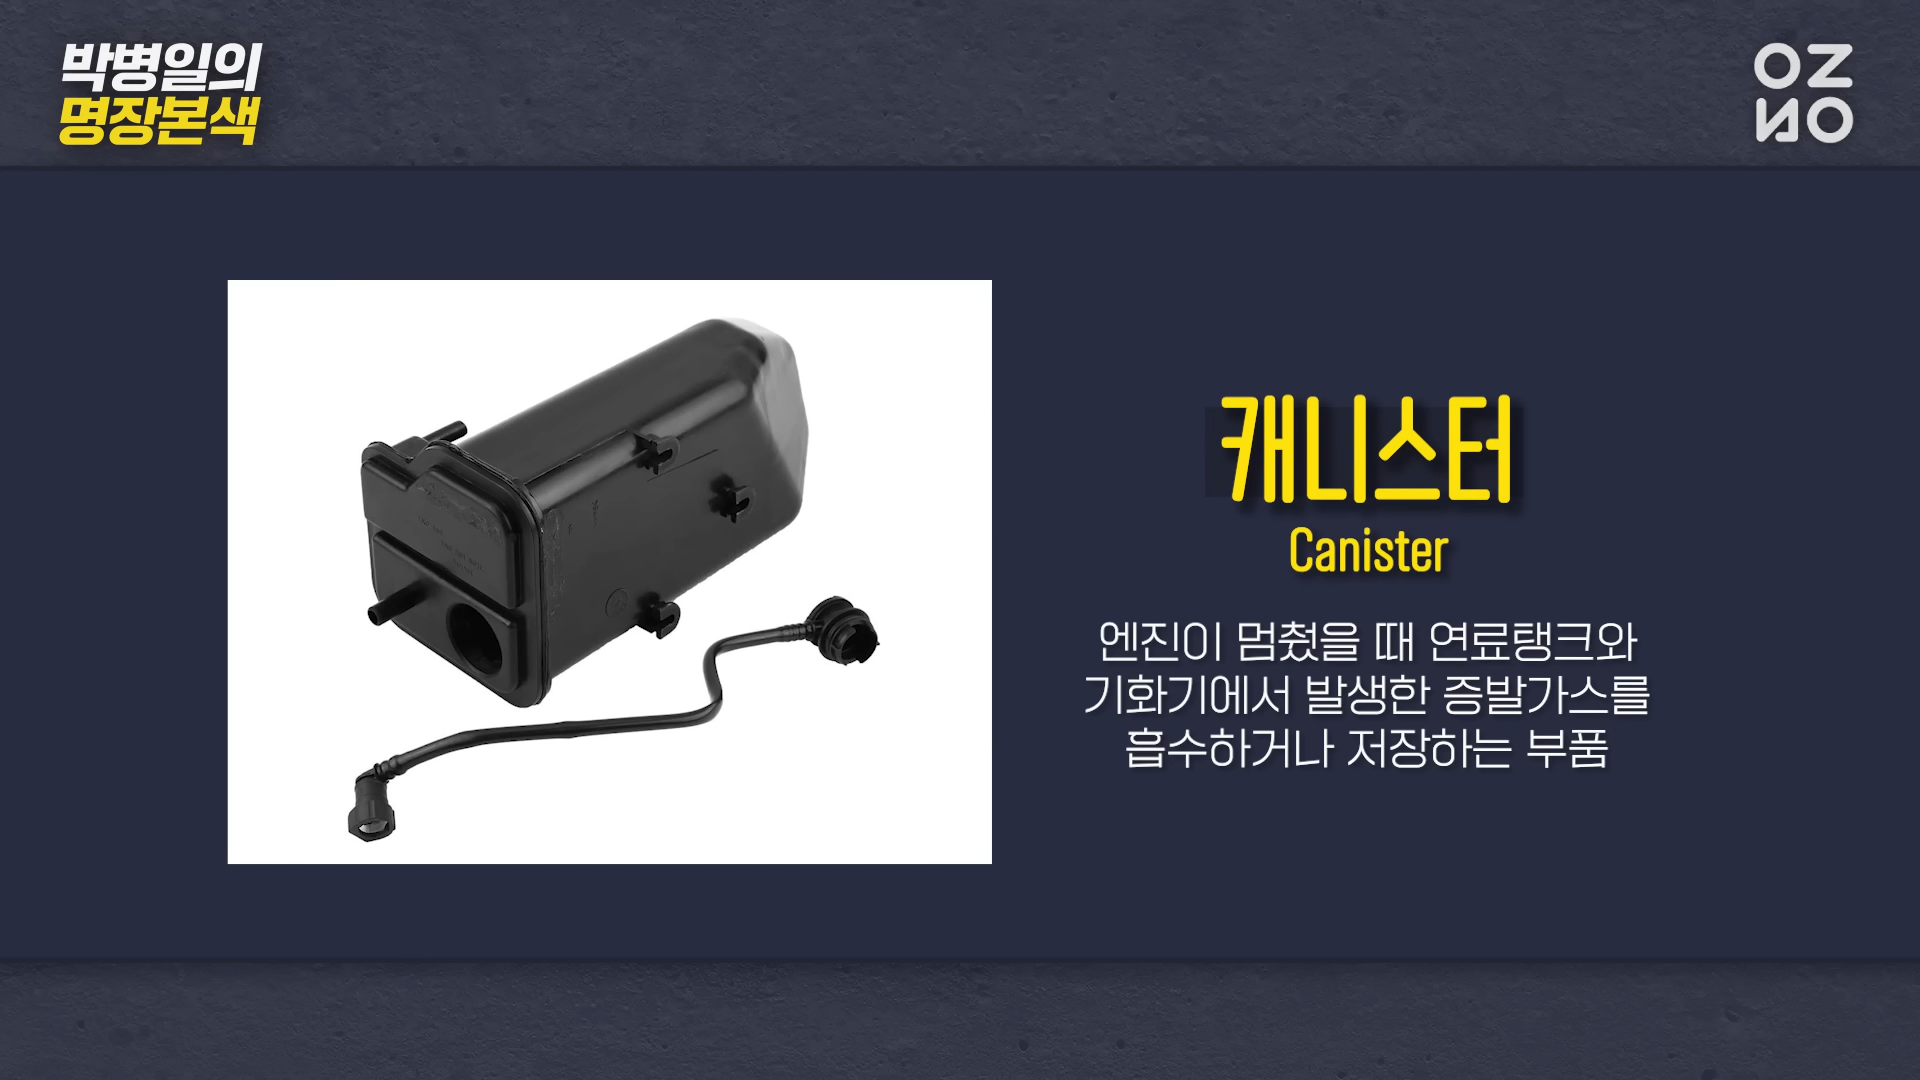 박병일의
명장본색
OZ
NO
캐니스터
Canister
엔진이 멈췄을 때 연료탱크와
기화기에서 발생한 증발가스를
흡수하거나 저장하는 부품